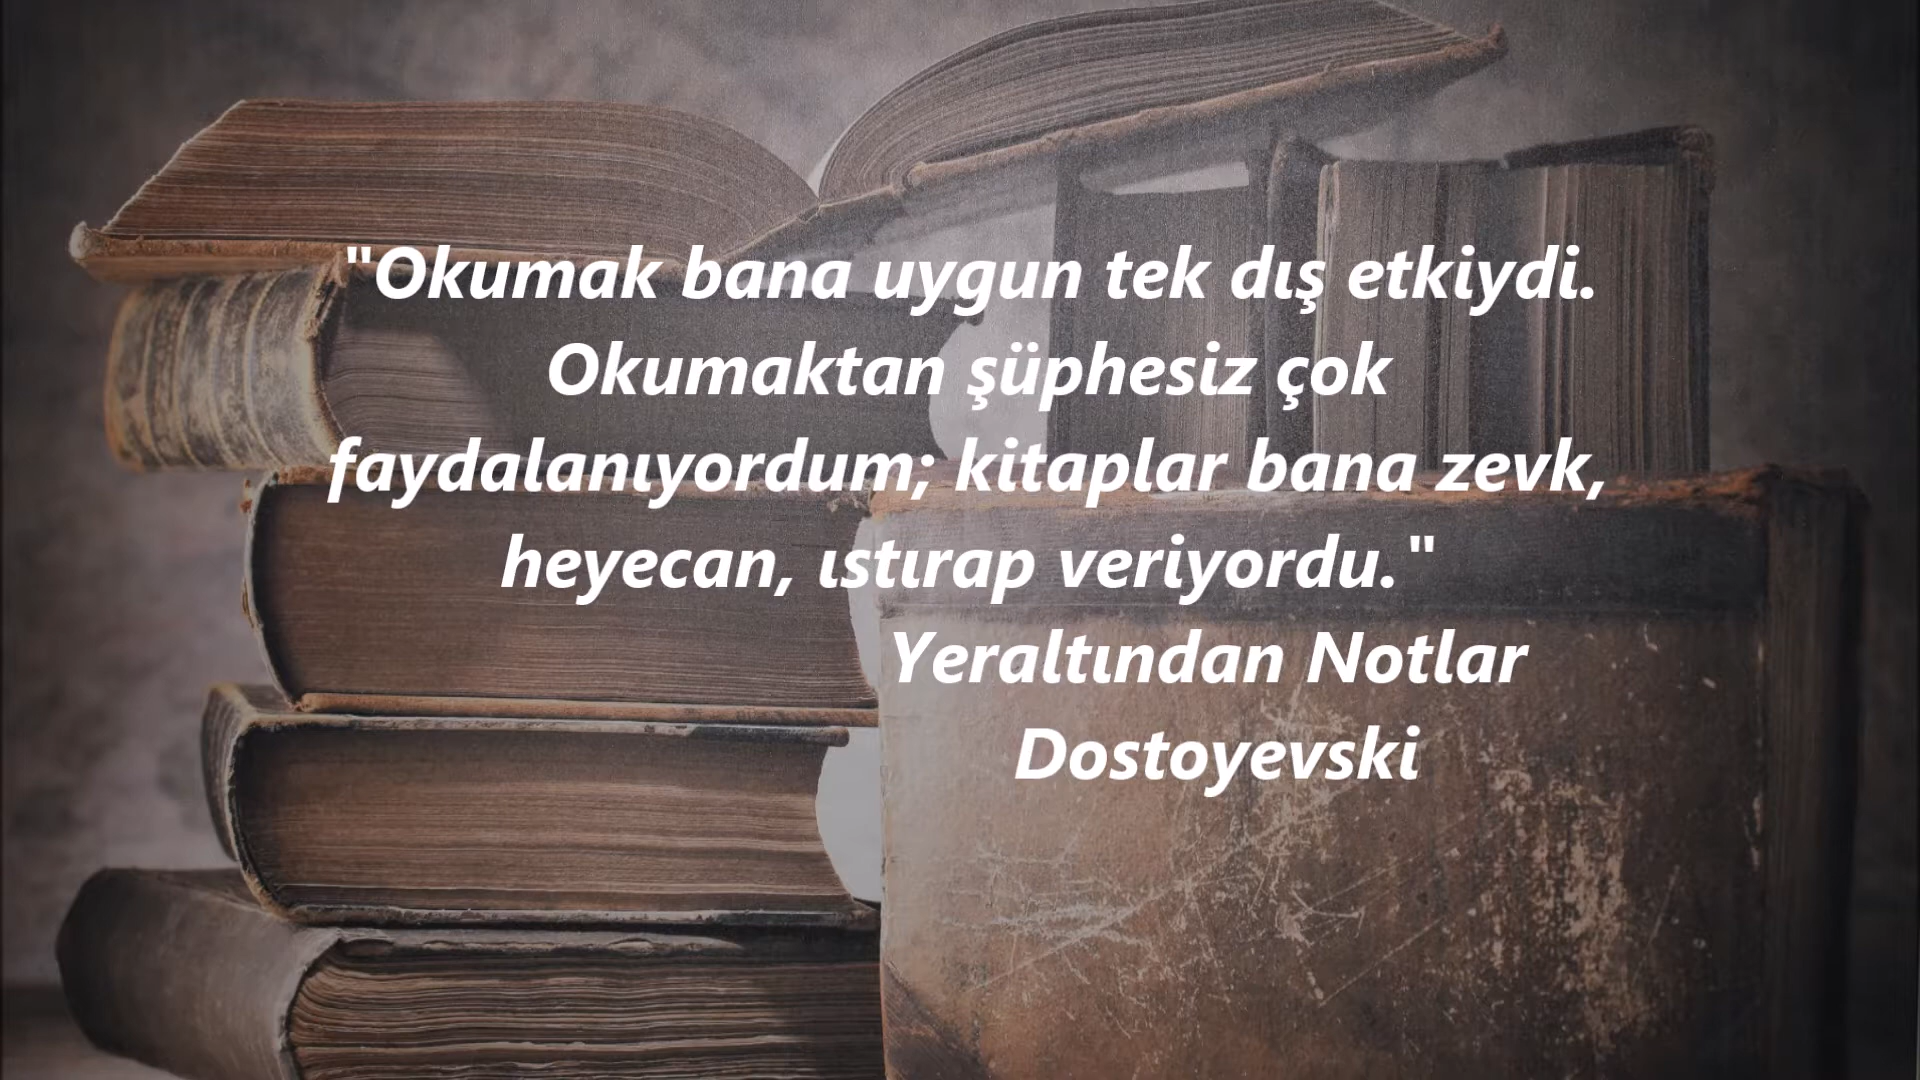 "Okumak bana uygun tek dış etkiydi.
Okumaktan şüphesiz çok
faydalanıyordum; kitaplar bana zevk,
heyecan, ıstırap veriyordu."
Yeraltından Notlar
Dostoyevski